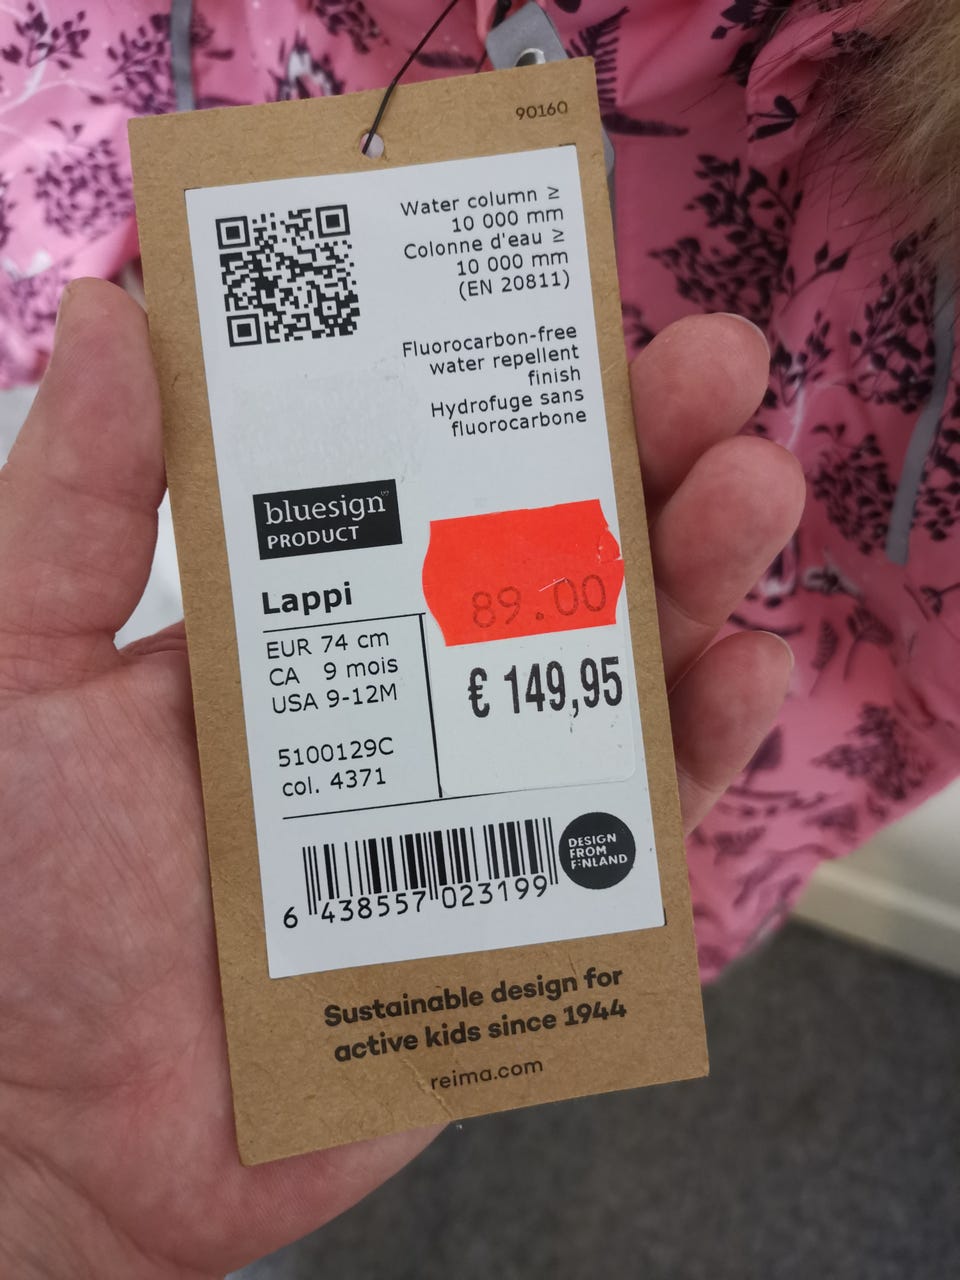 90160
Water column ≥
10 000 mm
Colonne d'eau ≥
10 000 mm
(EN 20811)
Fluorocarbon-free
water repellent
finish
Hydrofuge sans
fluorocarbone
bluesign
PRODUCT
Lappi
EUR 74 cm
CA 9 mois
USA 9-12M
5100129C
col. 4371
89.00
€ 149,95
6 438557 023199
DESIGN
FROM
FINLAND
Sustainable design for
active kids since 1944
reima.com